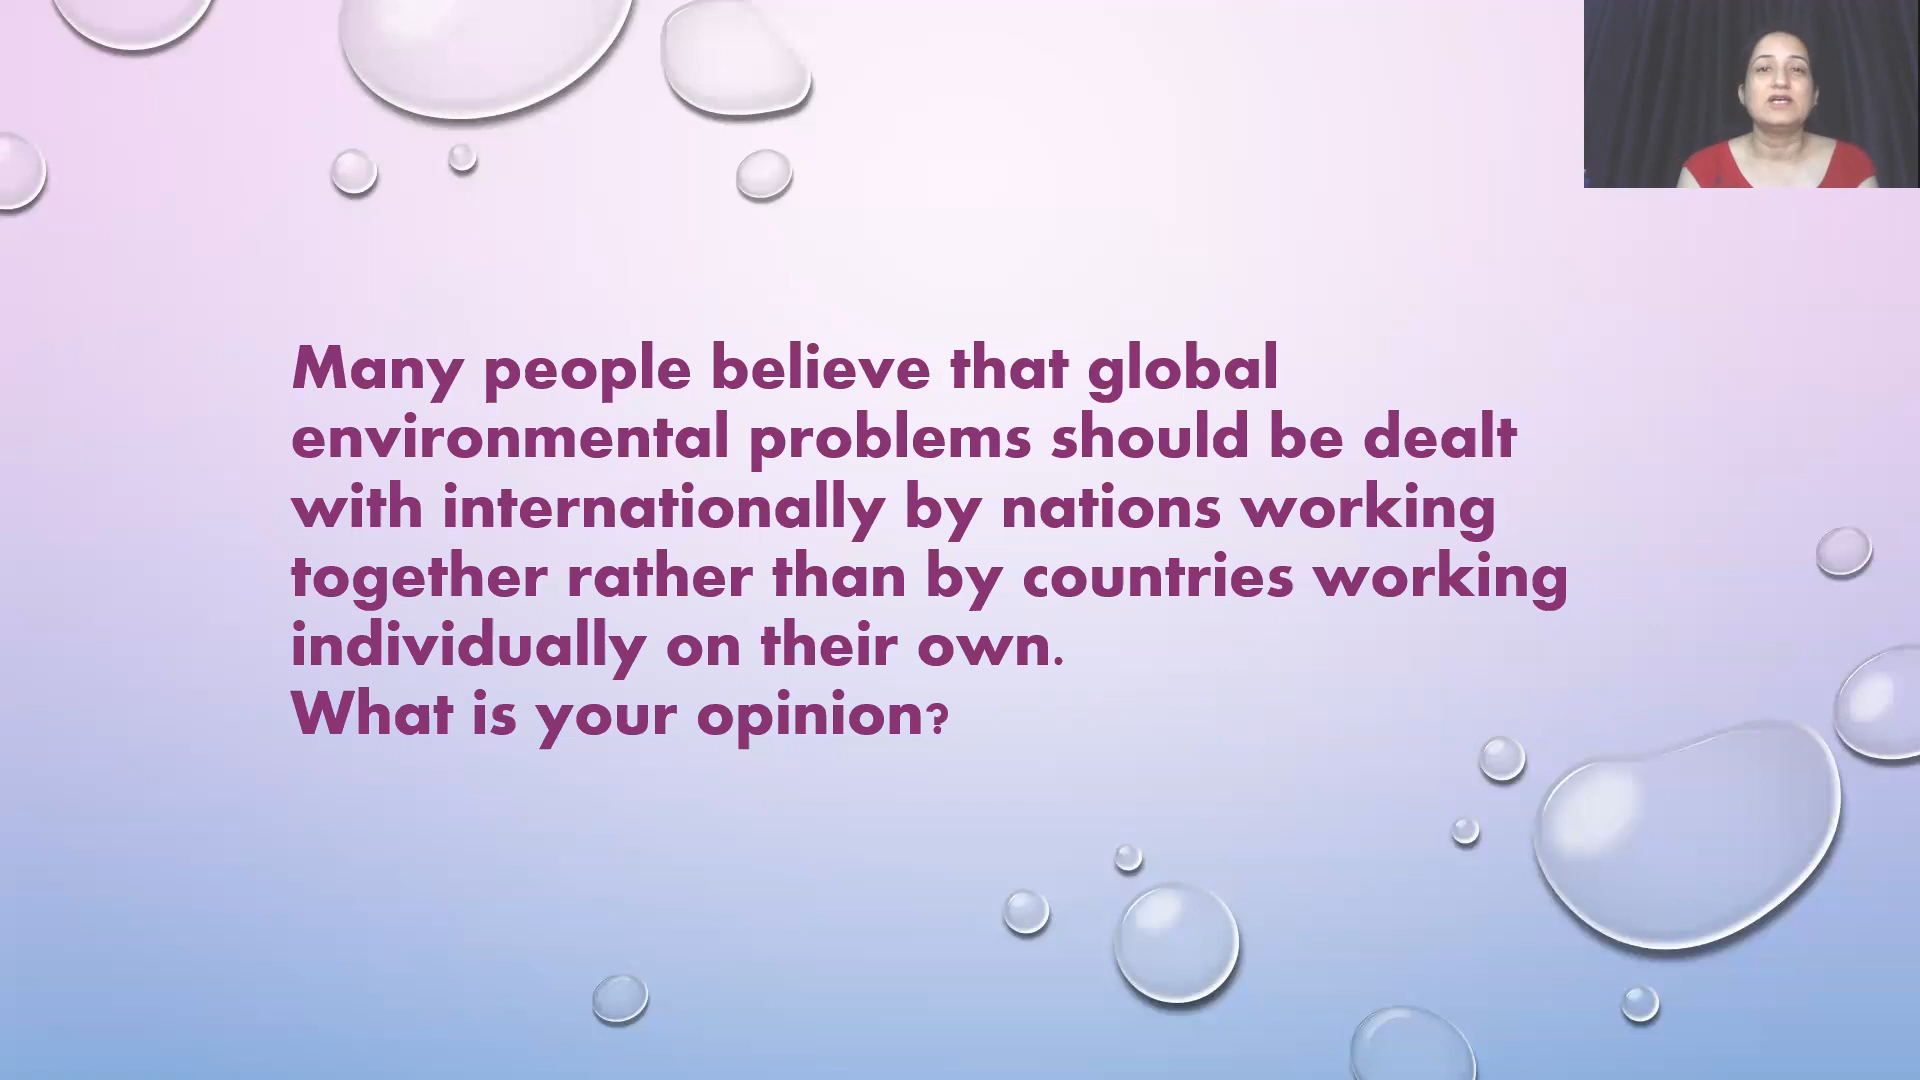 Many people believe that global
environmental problems should be dealt
with internationally by nations working
together rather than by countries working
individually on their own.
What is your opinion?